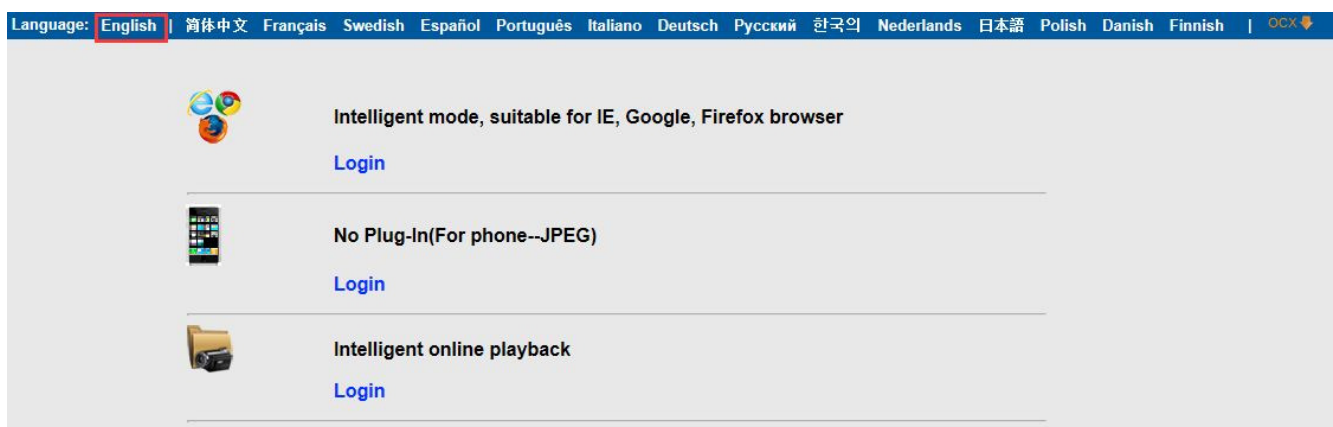 Language: English | 简体中文 Français Swedish Español Português Italiano Deutsch Русский 한국의 Nederlands 日本語 Polish Danish Finnish | OCX
Intelligent mode, suitable for IE, Google, Firefox browser
Login
No Plug-In(For phone--JPEG)
Login
Intelligent online playback
Login